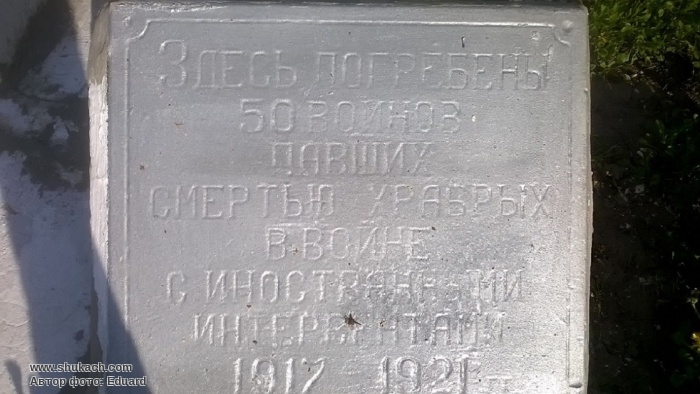 Здесь погребены
50 воинов
павших
смертью храбрых
в войне
с иностранными
интервентами
1917 1921 г.
www.shukach.com
Автор фото: Eduard